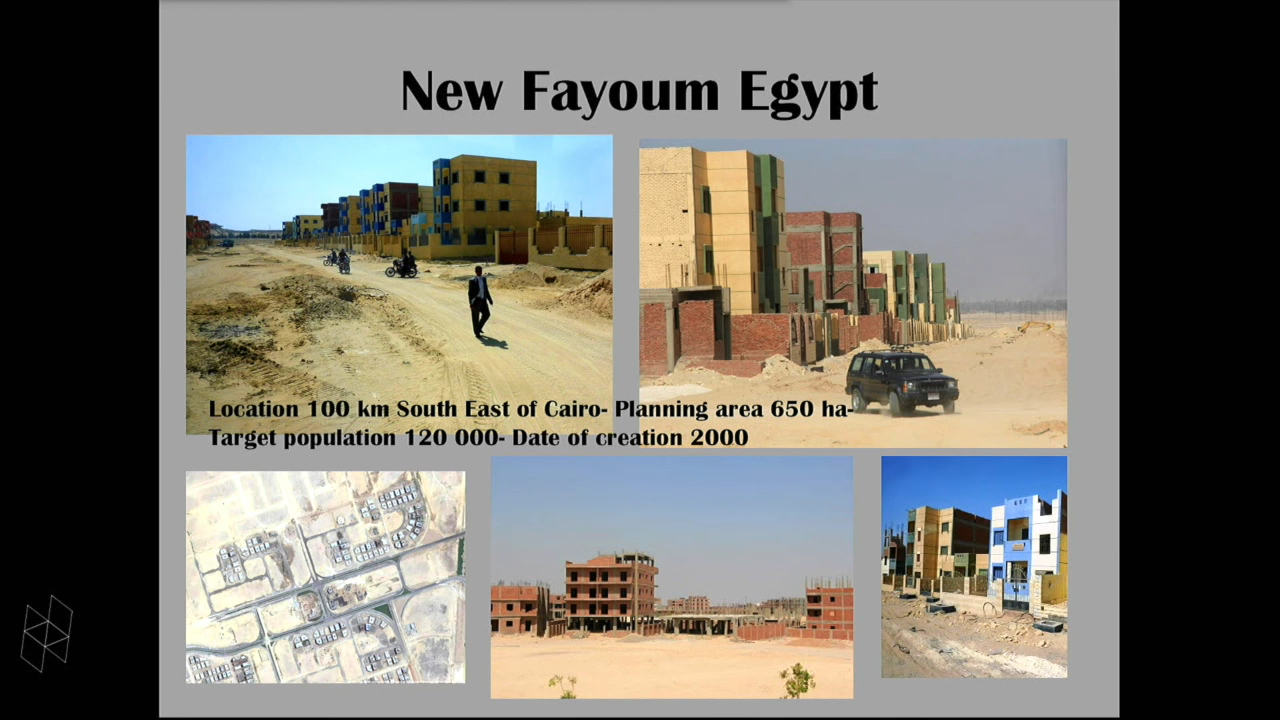 New Fayoum Egypt
Location 100 km South East of Cairo- Planning area 650 ha-
Target population 120 000- Date of creation 2000